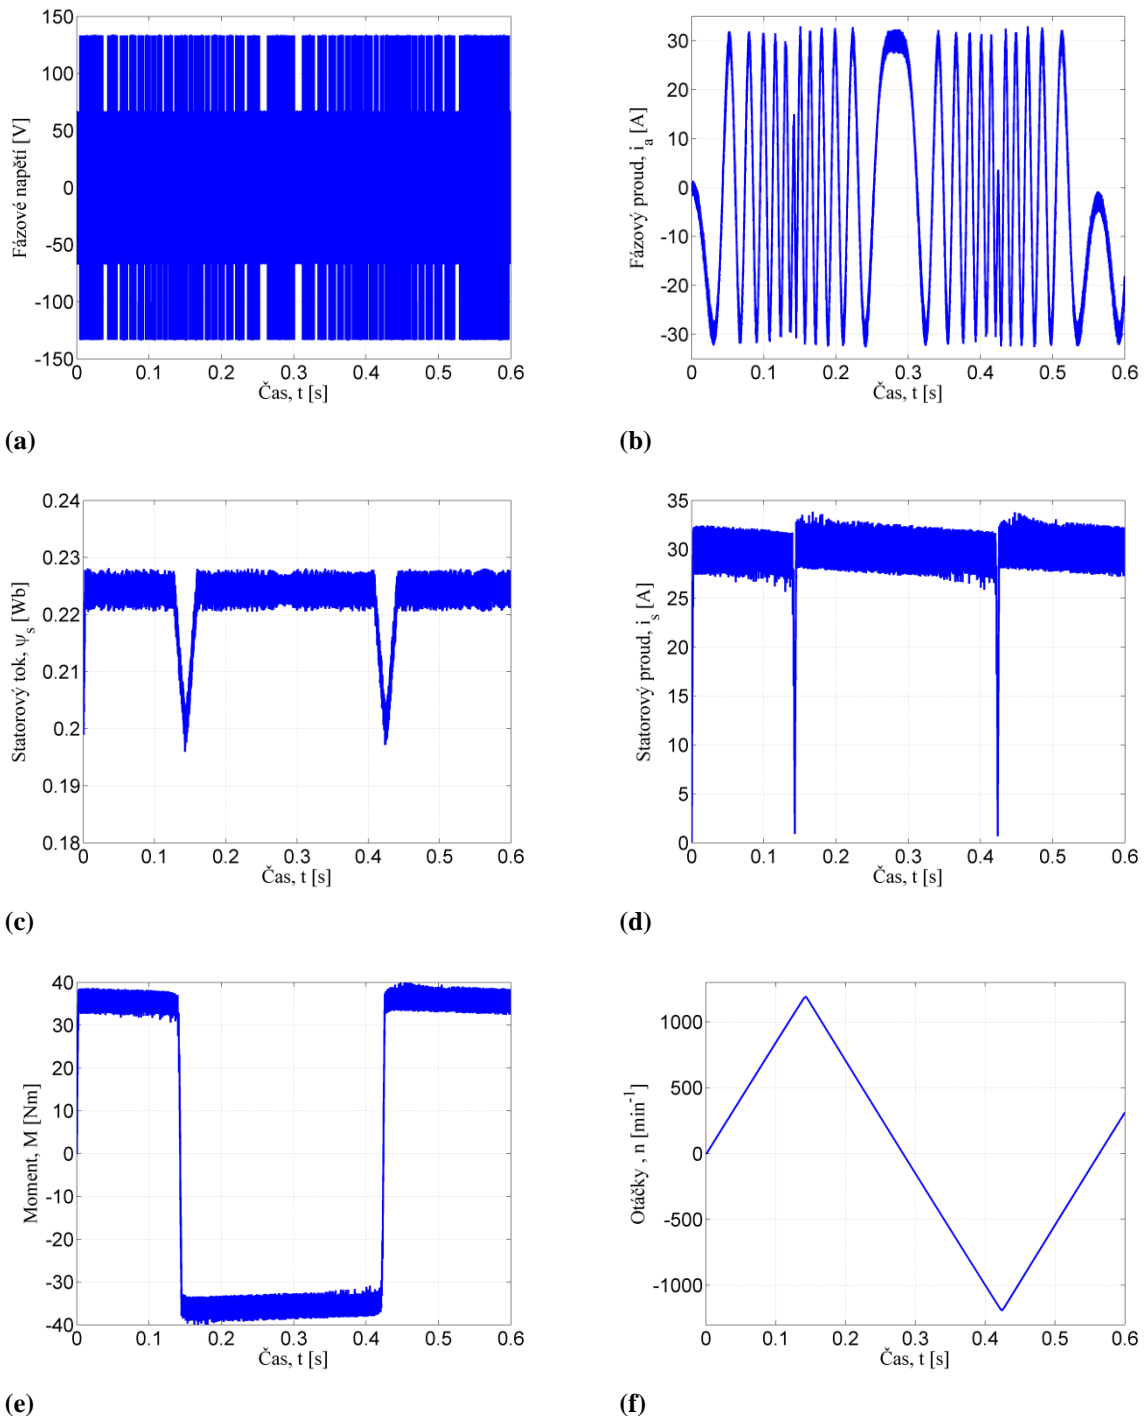 150
100
50
0
-50
-100
-150
0 0.1 0.2 0.3 0.4 0.5 0.6
Fázové napětí [V]
Čas, t [s]
(a)
30
20
10
0
-10
-20
-30
0 0.1 0.2 0.3 0.4 0.5 0.6
Fázový proud, i_a [A]
Čas, t [s]
(b)
0.24
0.23
0.22
0.21
0.2
0.19
0.18
0 0.1 0.2 0.3 0.4 0.5 0.6
Statorový tok, ψ_s [Wb]
Čas, t [s]
(c)
35
30
25
20
15
10
5
0
0 0.1 0.2 0.3 0.4 0.5 0.6
Statorový proud, i_s [A]
Čas, t [s]
(d)
40
30
20
10
0
-10
-20
-30
-40
0 0.1 0.2 0.3 0.4 0.5 0.6
Moment, M [Nm]
Čas, t [s]
(e)
1000
500
0
-500
-1000
0 0.1 0.2 0.3 0.4 0.5 0.6
Otáčky , n [min⁻¹]
Čas, t [s]
(f)